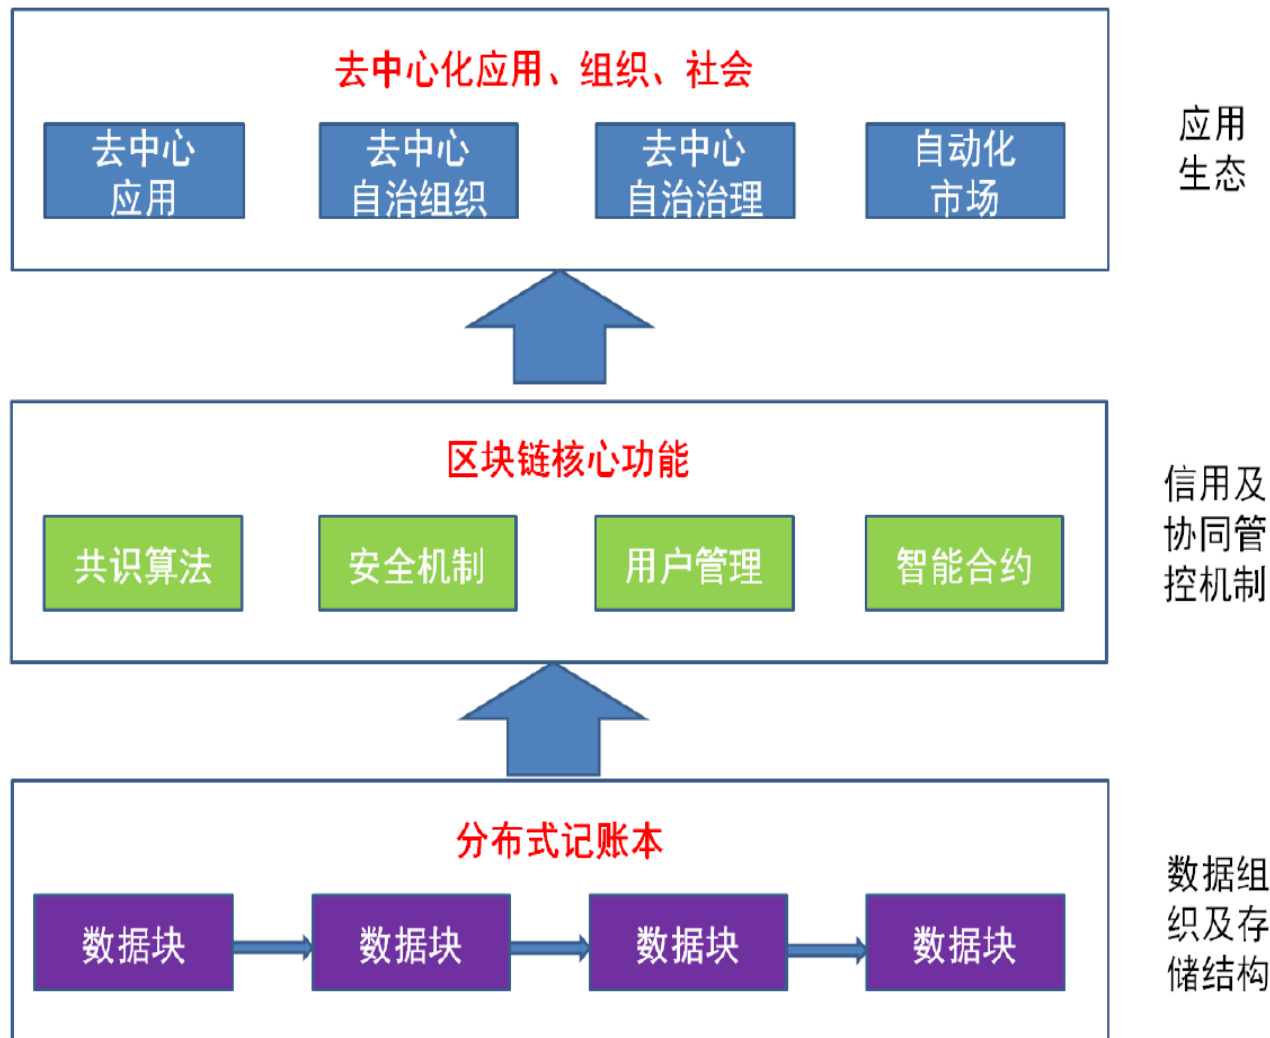 去中心化应用、组织、社会
去中心
应用
去中心
自治组织
去中心
自治治理
自动化
市场
应用
生态
区块链核心功能
共识算法
安全机制
用户管理
智能合约
信用及
协同管
控机制
分布式记账本
数据块
数据块
数据块
数据块
数据组
织及存
储结构